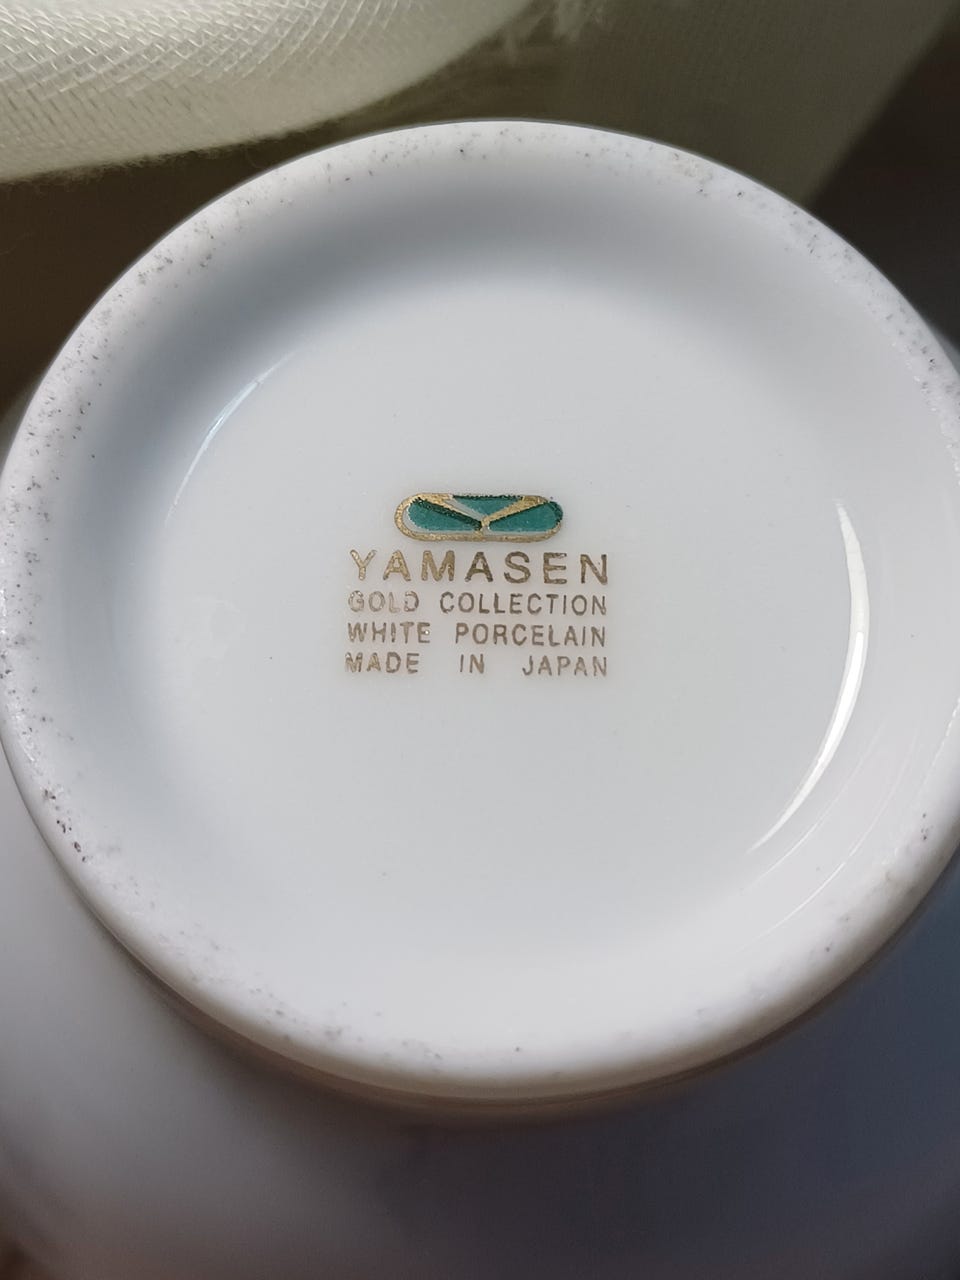 YAMASEN
GOLD COLLECTION
WHITE PORCELAIN
MADE IN JAPAN